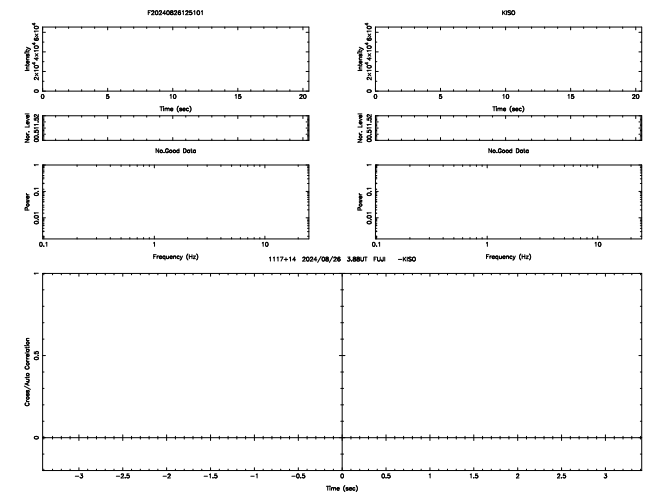 F20240826125101 KISO
Intensity 0 2×10⁴ 4×10⁴ 6×10⁴
0 5 10 15 20
Time (sec)
Intensity 0 2×10⁴ 4×10⁴ 6×10⁴
0 5 10 15 20
Time (sec)
Nor. Level 00.511.52
Nor. Level 00.511.52
No.Good Data No.Good Data
Power 0.01 0.1 1
0.1 1 10
Frequency (Hz)
Power 0.01 0.1 1
0.1 1 10
Frequency (Hz)
1117+14 2024/08/26 3.88UT FUJI -KISO
Cross/Auto Correlation 0 0.5 1
-3 -2.5 -2 -1.5 -1 -0.5 0 0.5 1 1.5 2 2.5 3
Time (sec)